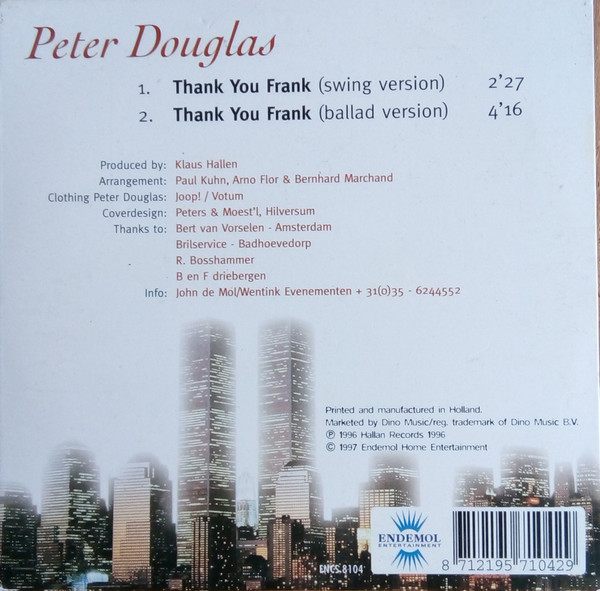 Peter Douglas
1. Thank You Frank (swing version) 2'27
2. Thank You Frank (ballad version) 4'16
Produced by: Klaus Hallen
Arrangement: Paul Kuhn, Arno Flor & Bernhard Marchand
Clothing Peter Douglas: Joop! / Votum
Coverdesign: Peters & Moest'l, Hilversum
Thanks to: Bert van Vorselen - Amsterdam
Brilservice - Badhoevedorp
R. Bosshammer
B en F driebergen
Info: John de Mol/Wentink Evenementen + 31(0)35 - 6244552
Printed and manufactured in Holland.
Marketed by Dino Music/reg. trademark of Dino Music B.V.
℗ 1996 Hallan Records 1996
© 1997 Endemol Home Entertainment
ENDEMOL
ENTERTAINMENT
ENCS 8104
8 712195 710429